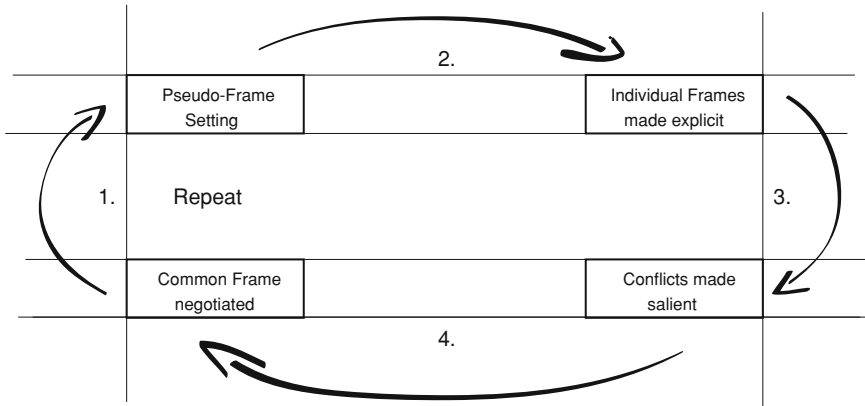 2.
Pseudo-Frame
Setting
Individual Frames
made explicit
1.
Repeat
3.
Common Frame
negotiated
Conflicts made
salient
4.